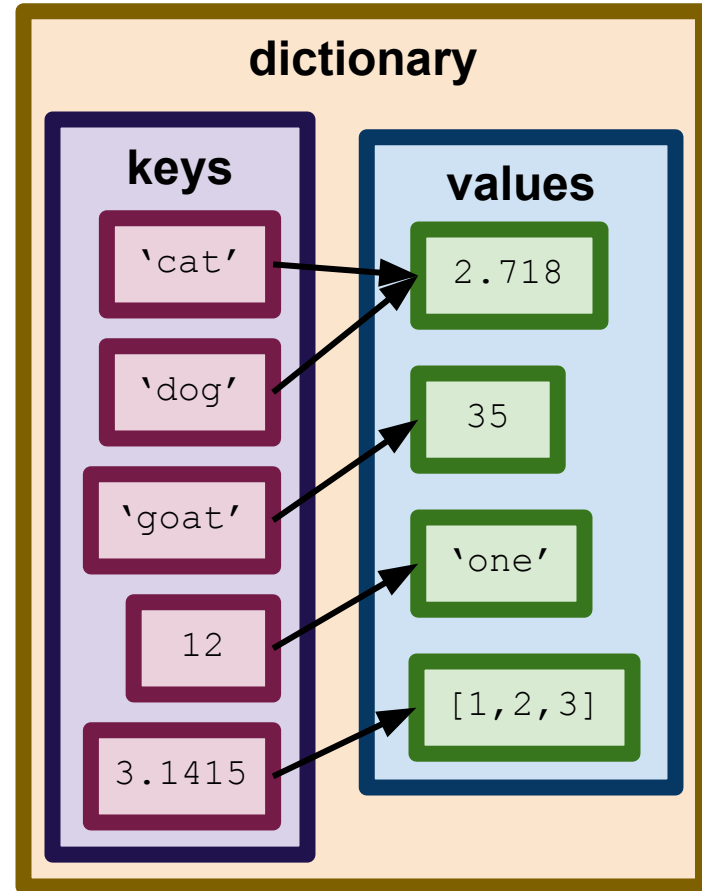 dictionary
keys
‘cat’
‘dog’
‘goat’
12
3.1415
values
2.718
35
‘one’
[1,2,3]